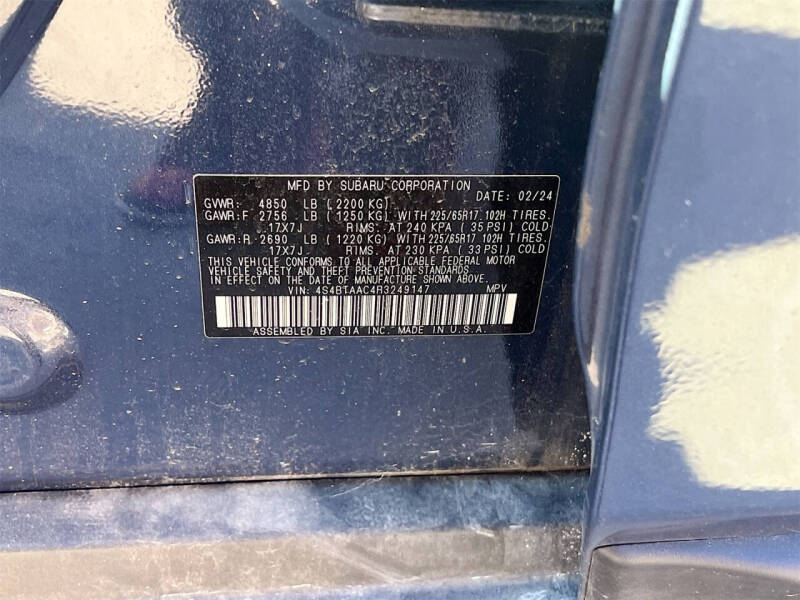 MFD BY SUBARU CORPORATION
DATE: 02/24
GVWR: 4850 LB (2200 KG)
GAWR:F 2756 LB (1250 KG) WITH 225/65R17 102H TIRES.
17X7J RIMS. AT 240 KPA (35 PSI) COLD
GAWR:R 2690 LB (1220 KG) WITH 225/65R17 102H TIRES.
17X7J RIMS. AT 230 KPA (33 PSI) COLD
THIS VEHICLE CONFORMS TO ALL APPLICABLE FEDERAL MOTOR
VEHICLE SAFETY AND THEFT PREVENTION STANDARDS
IN EFFECT ON THE DATE OF MANUFACTURE SHOWN ABOVE.
VIN: 4S4BTAAC4R3249147 MPV
ASSEMBLED BY SIA INC. MADE IN U.S.A.